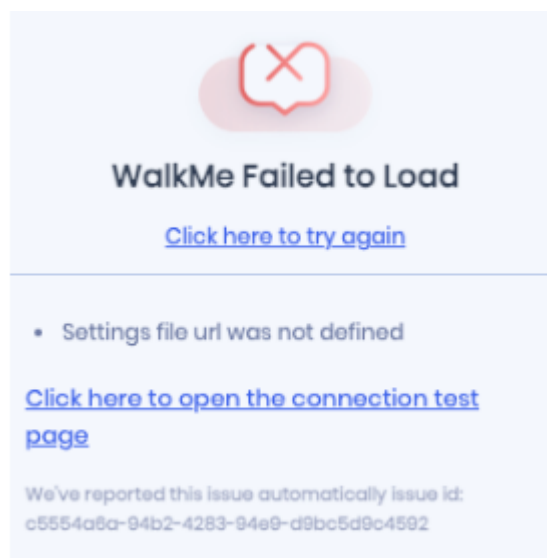 WalkMe Failed to Load
Click here to try again
• Settings file url was not defined
Click here to open the connection test
page
We've reported this issue automatically issue id:
c5554a6a-94b2-4283-94e9-d9bc5d9c4592